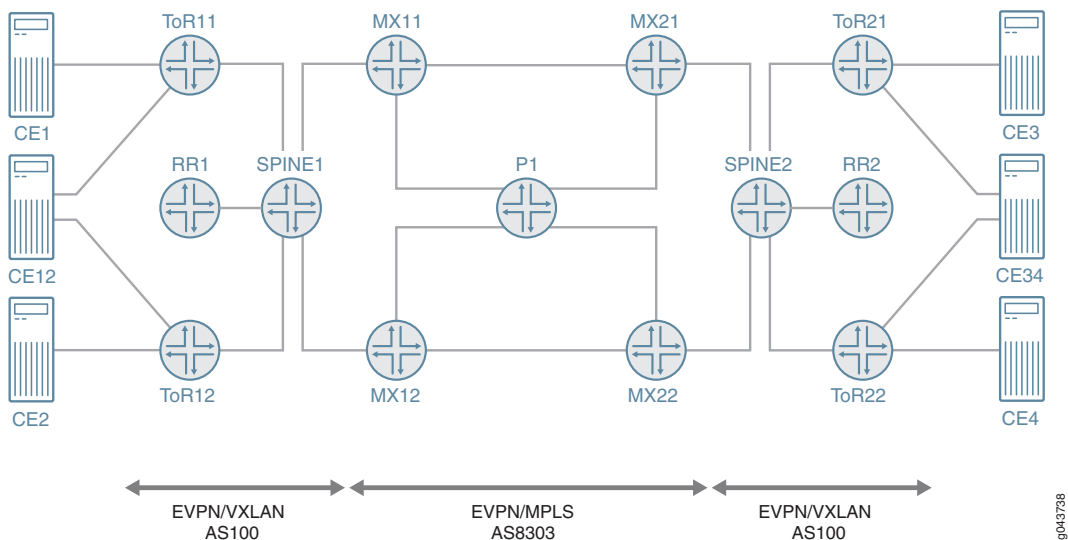 ToR11
MX11
MX21
ToR21
CE1
CE3
RR1
SPINE1
P1
SPINE2
RR2
CE12
CE34
ToR12
MX12
MX22
ToR22
CE2
CE4
EVPN/VXLAN
AS100
EVPN/MPLS
AS8303
EVPN/VXLAN
AS100
g043738